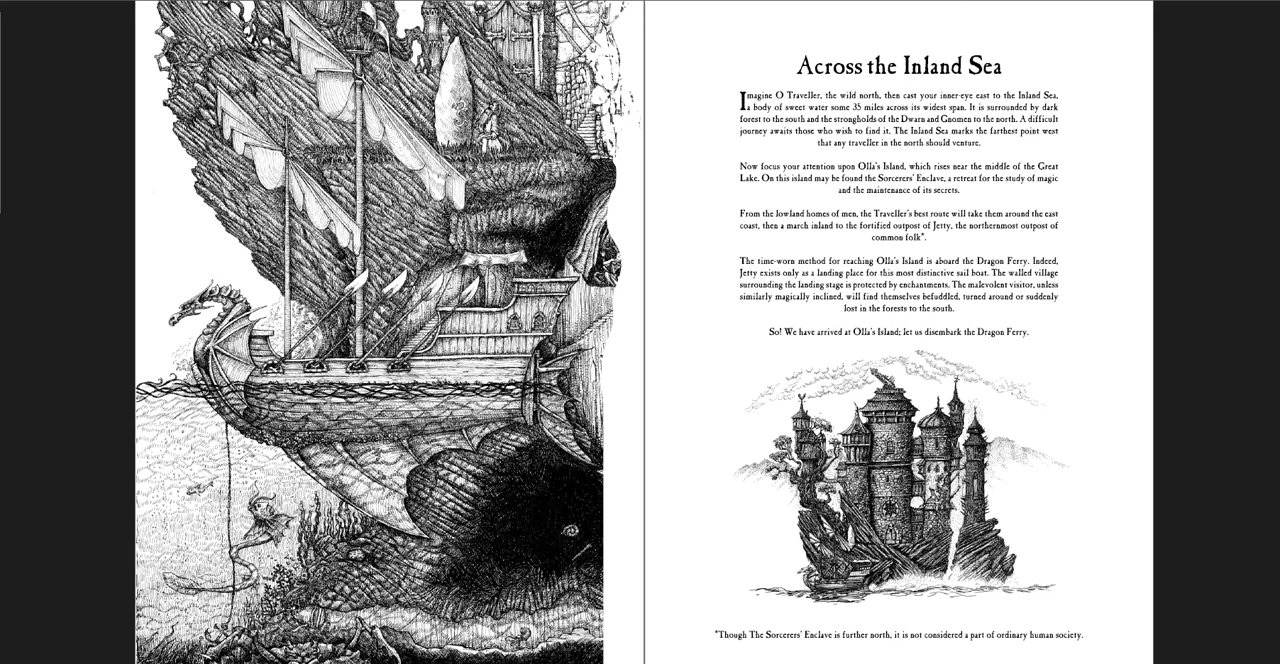 Across the Inland Sea
Imagine O Traveller, the wild north, then cast your inner-eye east to the Inland Sea,
a body of sweet water some 35 miles across its widest span. It is surrounded by dark
forest to the south and the strongholds of the Dwarn and Gnomen to the north. A difficult
journey awaits those who wish to find it. The Inland Sea marks the farthest point west
that any traveller in the north should venture.
Now focus your attention upon Olla's Island, which rises near the middle of the Great
Lake. On this island may be found the Sorcerers' Enclave, a retreat for the study of magic
and the maintenance of its secrets.
From the lowland homes of men, the Traveller's best route will take them around the east
coast, then a march inland to the fortified outpost of Jetty, the northernmost outpost of
common folk*.
The time-worn method for reaching Olla's Island is aboard the Dragon Ferry. Indeed,
Jetty exists only as a landing place for this most distinctive sail boat. The walled village
surrounding the landing stage is protected by enchantments. The malevolent visitor, unless
similarly magically inclined, will find themselves befuddled, turned around or suddenly
lost in the forests to the south.
So! We have arrived at Olla's Island; let us disembark the Dragon Ferry.
*Though The Sorcerers' Enclave is further north, it is not considered a part of ordinary human society.